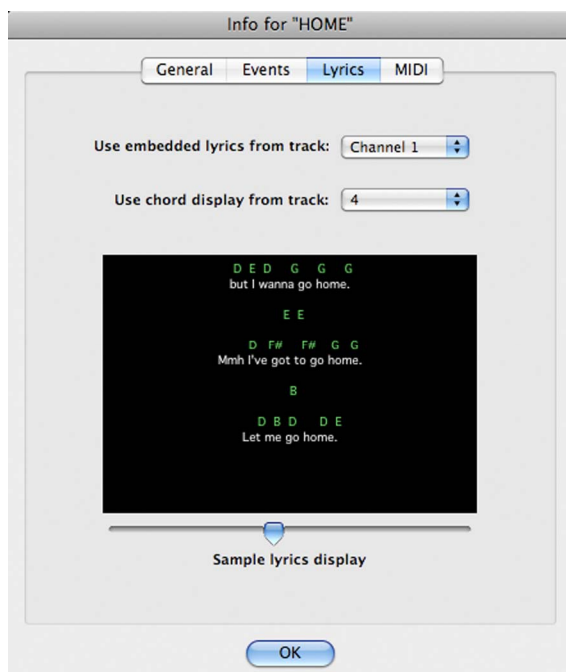 Info for "HOME"
General Events Lyrics MIDI
Use embedded lyrics from track: Channel 1
Use chord display from track: 4
D E D G G G
but I wanna go home.
E E
D F# F# G G
Mmh I've got to go home.
B
D B D D E
Let me go home.
Sample lyrics display
OK